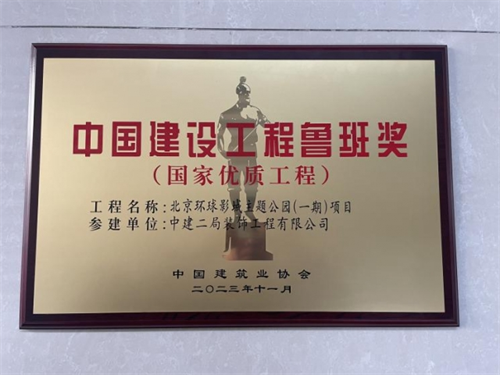 中国建设工程鲁班奖
（国家优质工程）
工程名称：北京环球影城主题公园（一期）项目
参建单位：中建二局装饰工程有限公司
中国建筑业协会
二〇二三年十一月